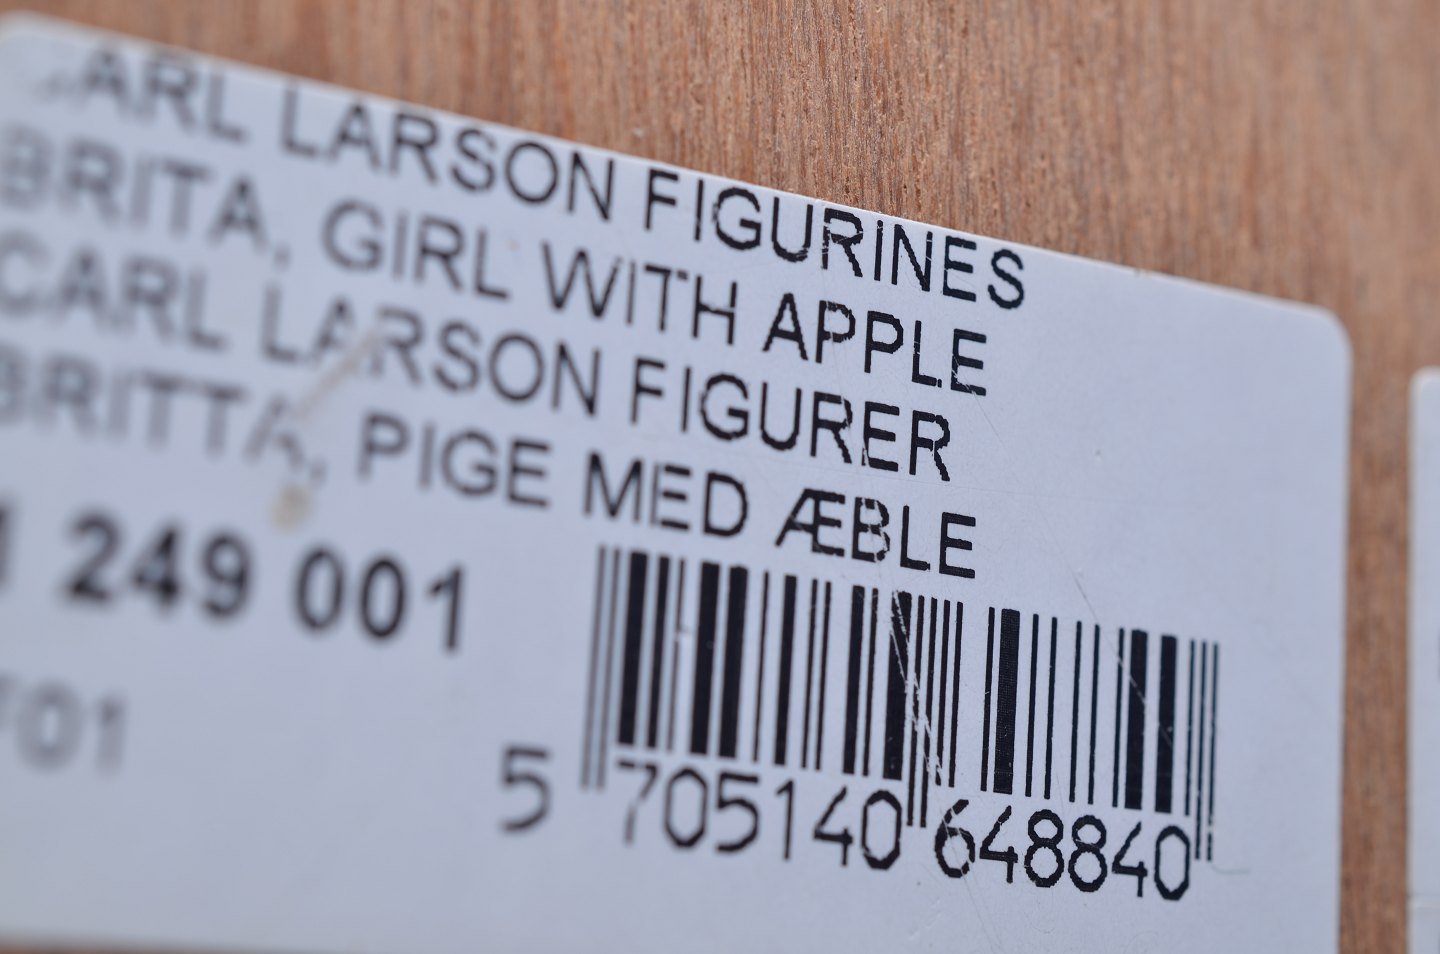 CARL LARSON FIGURINES
BRITA, GIRL WITH APPLE
CARL LARSON FIGURER
BRITTA, PIGE MED ÆBLE
1 249 001
5 705140 648840